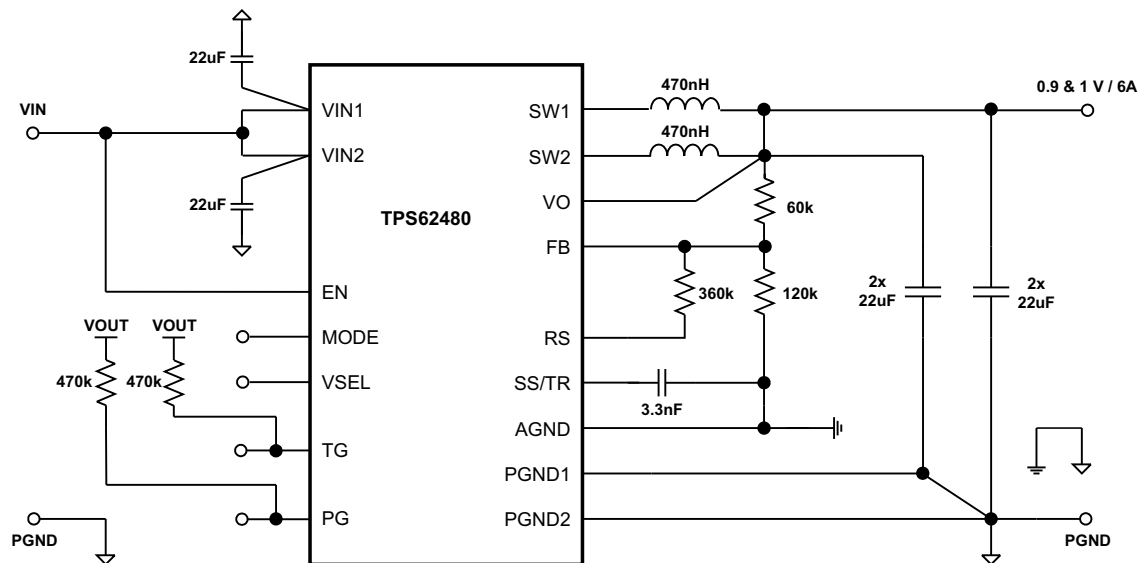 22uF
VIN
22uF
VOUT
VOUT
470k
470k
PGND
VIN1
VIN2
TPS62480
EN
MODE
VSEL
TG
PG
SW1
SW2
VO
FB
RS
SS/TR
AGND
PGND1
PGND2
470nH
470nH
0.9 & 1 V / 6A
60k
360k
120k
3.3nF
2x
22uF
2x
22uF
PGND